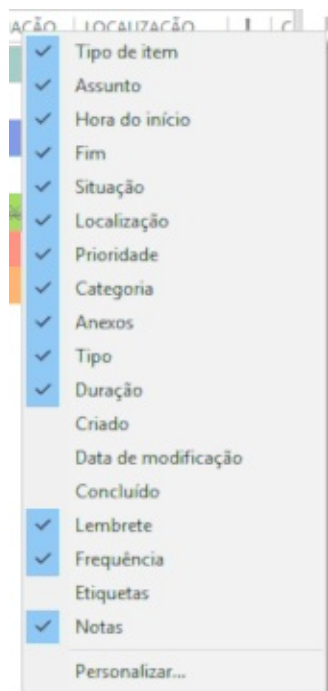 LOCALIZAÇÃO
Tipo de item
Assunto
Hora do início
Fim
Situação
Localização
Prioridade
Categoria
Anexos
Tipo
Duração
Criado
Data de modificação
Concluído
Lembrete
Frequência
Etiquetas
Notas
Personalizar...